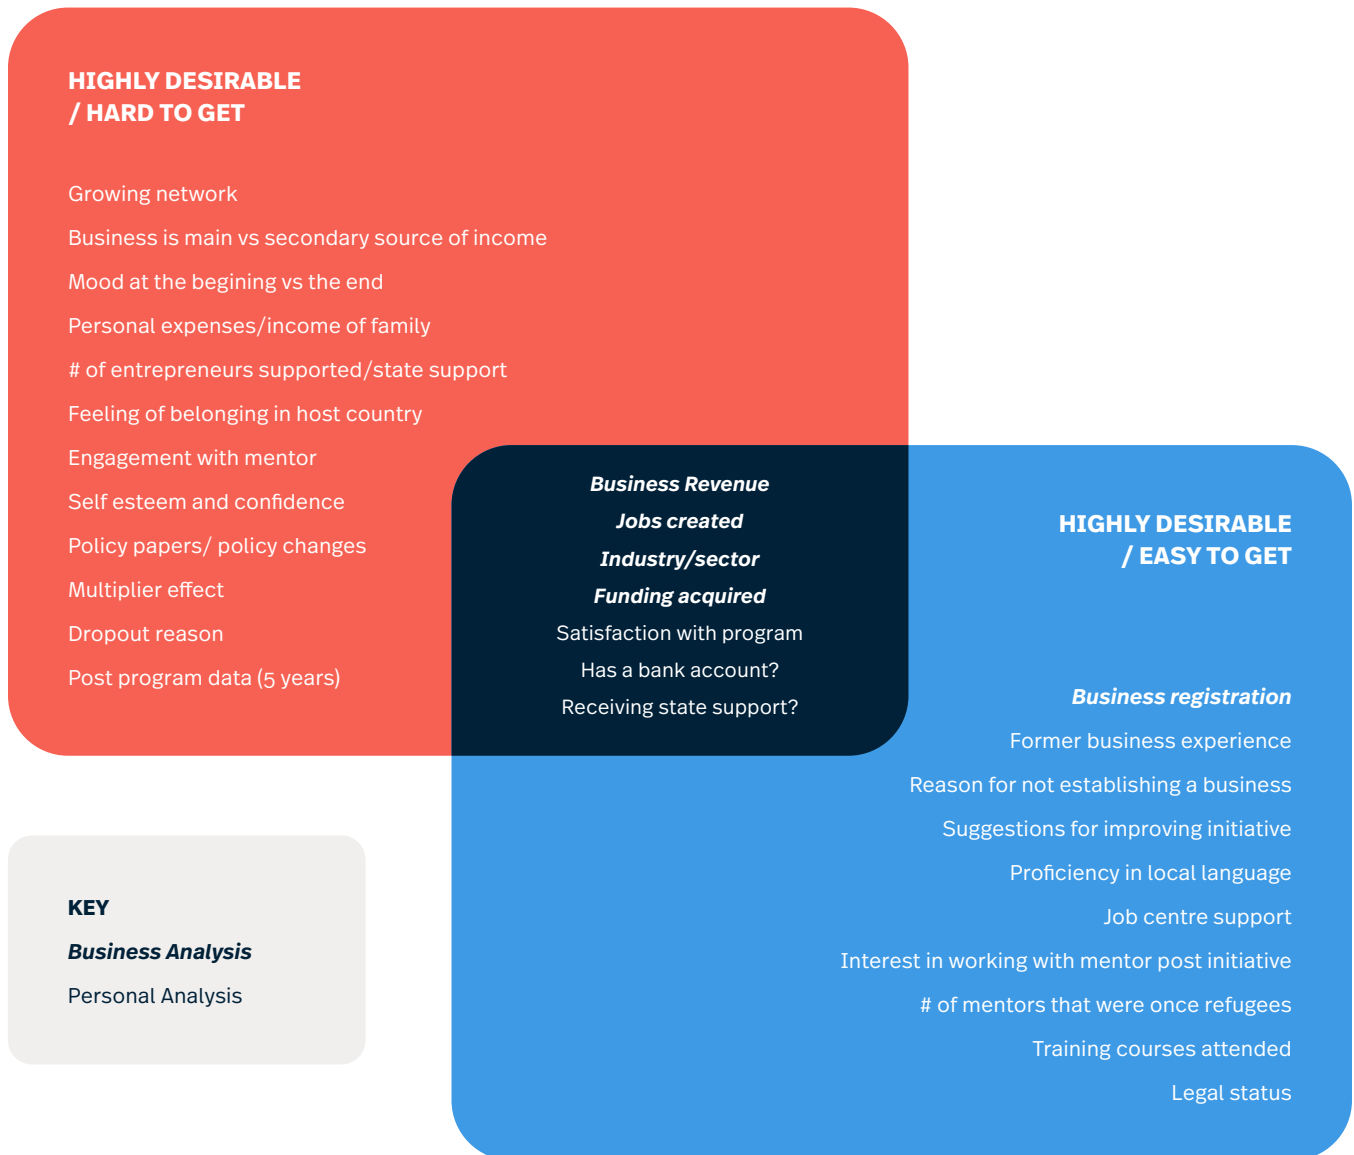 HIGHLY DESIRABLE
/ HARD TO GET
Growing network
Business is main vs secondary source of income
Mood at the begining vs the end
Personal expenses/income of family
# of entrepreneurs supported/state support
Feeling of belonging in host country
Engagement with mentor
Self esteem and confidence
Policy papers/ policy changes
Multiplier effect
Dropout reason
Post program data (5 years)
Business Revenue
Jobs created
Industry/sector
Funding acquired
Satisfaction with program
Has a bank account?
Receiving state support?
HIGHLY DESIRABLE
/ EASY TO GET
Business registration
Former business experience
Reason for not establishing a business
Suggestions for improving initiative
Proficiency in local language
Job centre support
Interest in working with mentor post initiative
# of mentors that were once refugees
Training courses attended
Legal status
KEY
Business Analysis
Personal Analysis